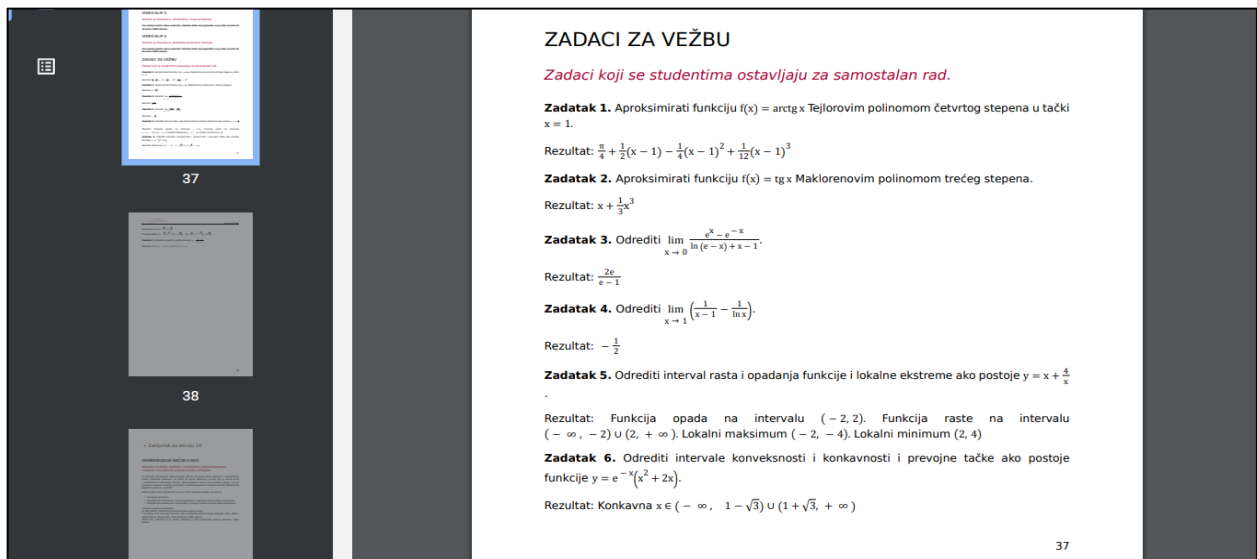 VIDEO KLIP 4
ZADACI ZA VEŽBU
37
38
ZADACI ZA VEŽBU
Zadaci koji se studentima ostavljaju za samostalan rad.
Zadatak 1. Aproksimirati funkciju f(x) = arctg x Tejlorovim polinomom četvrtog stepena u tački
x = 1.
Rezultat: π/4 + 1/2(x − 1) − 1/4(x − 1)² + 1/12(x − 1)³
Zadatak 2. Aproksimirati funkciju f(x) = tg x Maklorenovim polinomom trećeg stepena.
Rezultat: x + 1/3x³
Zadatak 3. Odrediti lim x → 0 (eˣ − e⁻ˣ)/(ln (e − x) + x − 1).
Rezultat: 2e/(e − 1)
Zadatak 4. Odrediti lim x → 1 (1/(x − 1) − 1/ln x).
Rezultat: − 1/2
Zadatak 5. Odrediti interval rasta i opadanja funkcije i lokalne ekstreme ako postoje y = x + 4/x
.
Rezultat: Funkcija opada na intervalu ( − 2, 2). Funkcija raste na intervalu
( − ∞ , − 2) ∪ (2, + ∞ ). Lokalni maksimum ( − 2, − 4). Lokalni minimum (2, 4)
Zadatak 6. Odrediti intervale konveksnosti i konkavnosti i prevojne tačke ako postoje
funkcije y = e⁻ˣ(x² + 2x).
Rezultat: Konkavna x ∈ ( − ∞ , 1 − √3) ∪ (1 + √3, + ∞ )
37